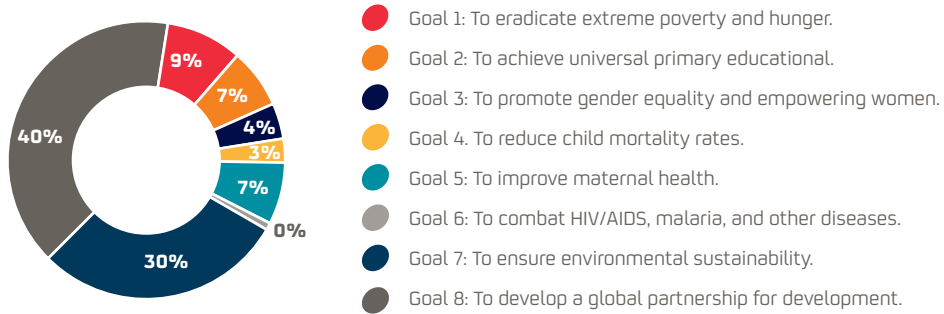 9%
7%
4%
3%
7%
0%
30%
40%
Goal 1: To eradicate extreme poverty and hunger.
Goal 2: To achieve universal primary educational.
Goal 3: To promote gender equality and empowering women.
Goal 4. To reduce child mortality rates.
Goal 5: To improve maternal health.
Goal 6: To combat HIV/AIDS, malaria, and other diseases.
Goal 7: To ensure environmental sustainability.
Goal 8: To develop a global partnership for development.